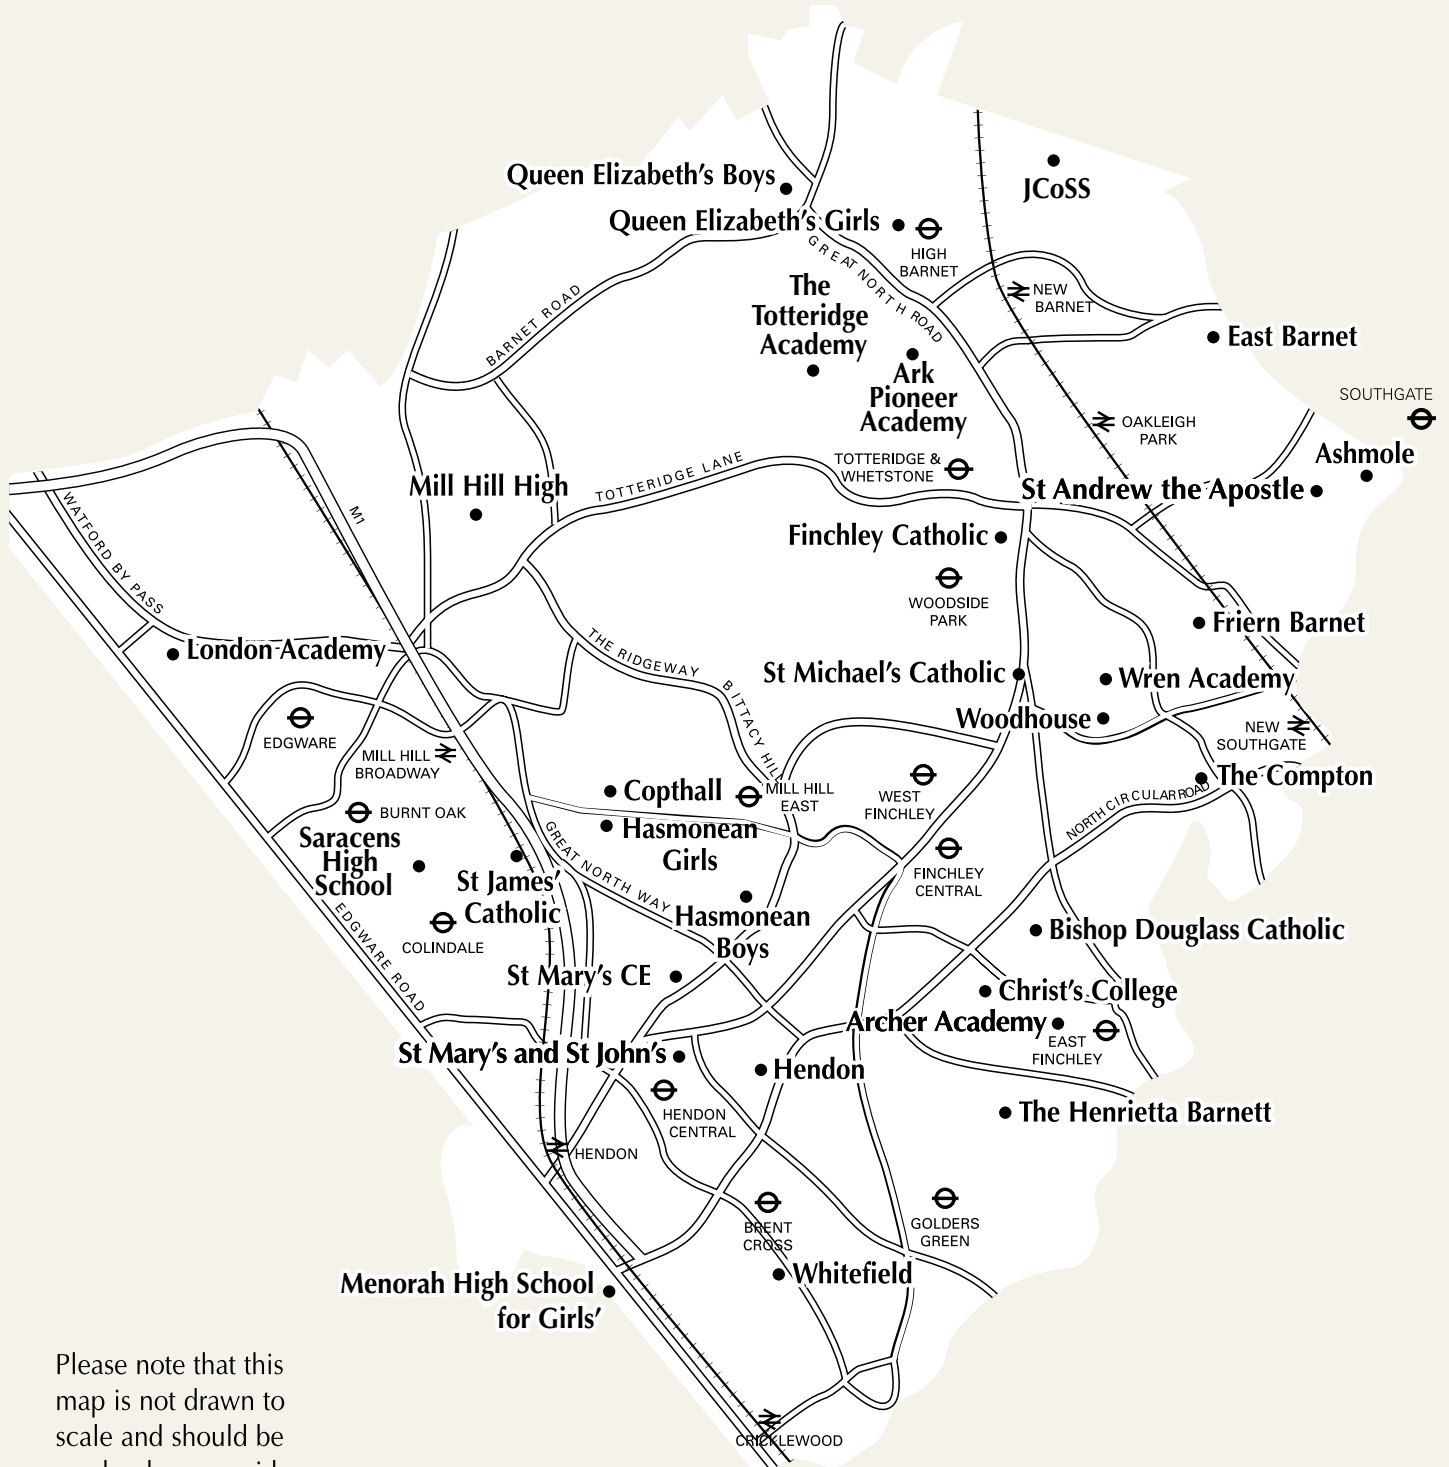 Queen Elizabeth's Boys
JCoSS
Queen Elizabeth's Girls
HIGH
BARNET
GREAT NORTH ROAD
The
Totteridge
Academy
NEW
BARNET
BARNET ROAD
East Barnet
Ark
Pioneer
Academy
SOUTHGATE
OAKLEIGH
PARK
Ashmole
TOTTERIDGE &
WHETSTONE
TOTTERIDGE LANE
Mill Hill High
St Andrew the Apostle
M1
WATFORD BY PASS
Finchley Catholic
WOODSIDE
PARK
Friern Barnet
London Academy
THE RIDGEWAY
St Michael's Catholic
Wren Academy
BITTACY HILL
Woodhouse
EDGWARE
NEW
SOUTHGATE
MILL HILL
BROADWAY
The Compton
Copthall
MILL HILL
EAST
WEST
FINCHLEY
NORTH CIRCULAR ROAD
BURNT OAK
Saracens
High
School
Hasmonean
Girls
GREAT NORTH WAY
FINCHLEY
CENTRAL
St James'
Catholic
Hasmonean
Boys
EDGWARE ROAD
COLINDALE
Bishop Douglass Catholic
St Mary's CE
Christ's College
Archer Academy
EAST
FINCHLEY
St Mary's and St John's
Hendon
HENDON
CENTRAL
The Henrietta Barnett
HENDON
BRENT
CROSS
GOLDERS
GREEN
Whitefield
Menorah High School
for Girls'
Please note that this
map is not drawn to
scale and should be
CRICKLEWOOD